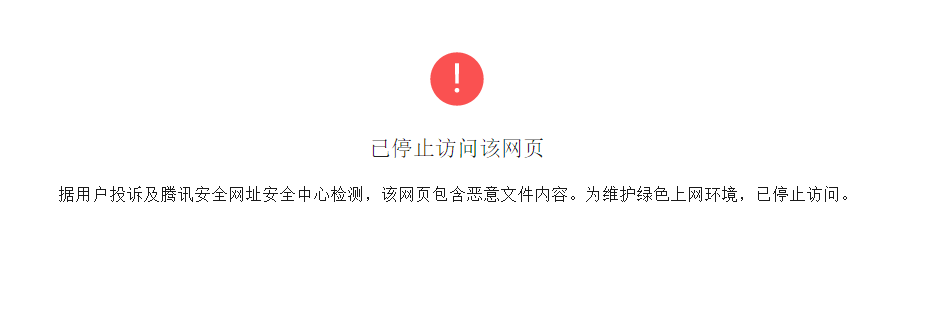 已停止访问该网页
据用户投诉及腾讯安全网址安全中心检测，该网页包含恶意文件内容。为维护绿色上网环境，已停止访问。